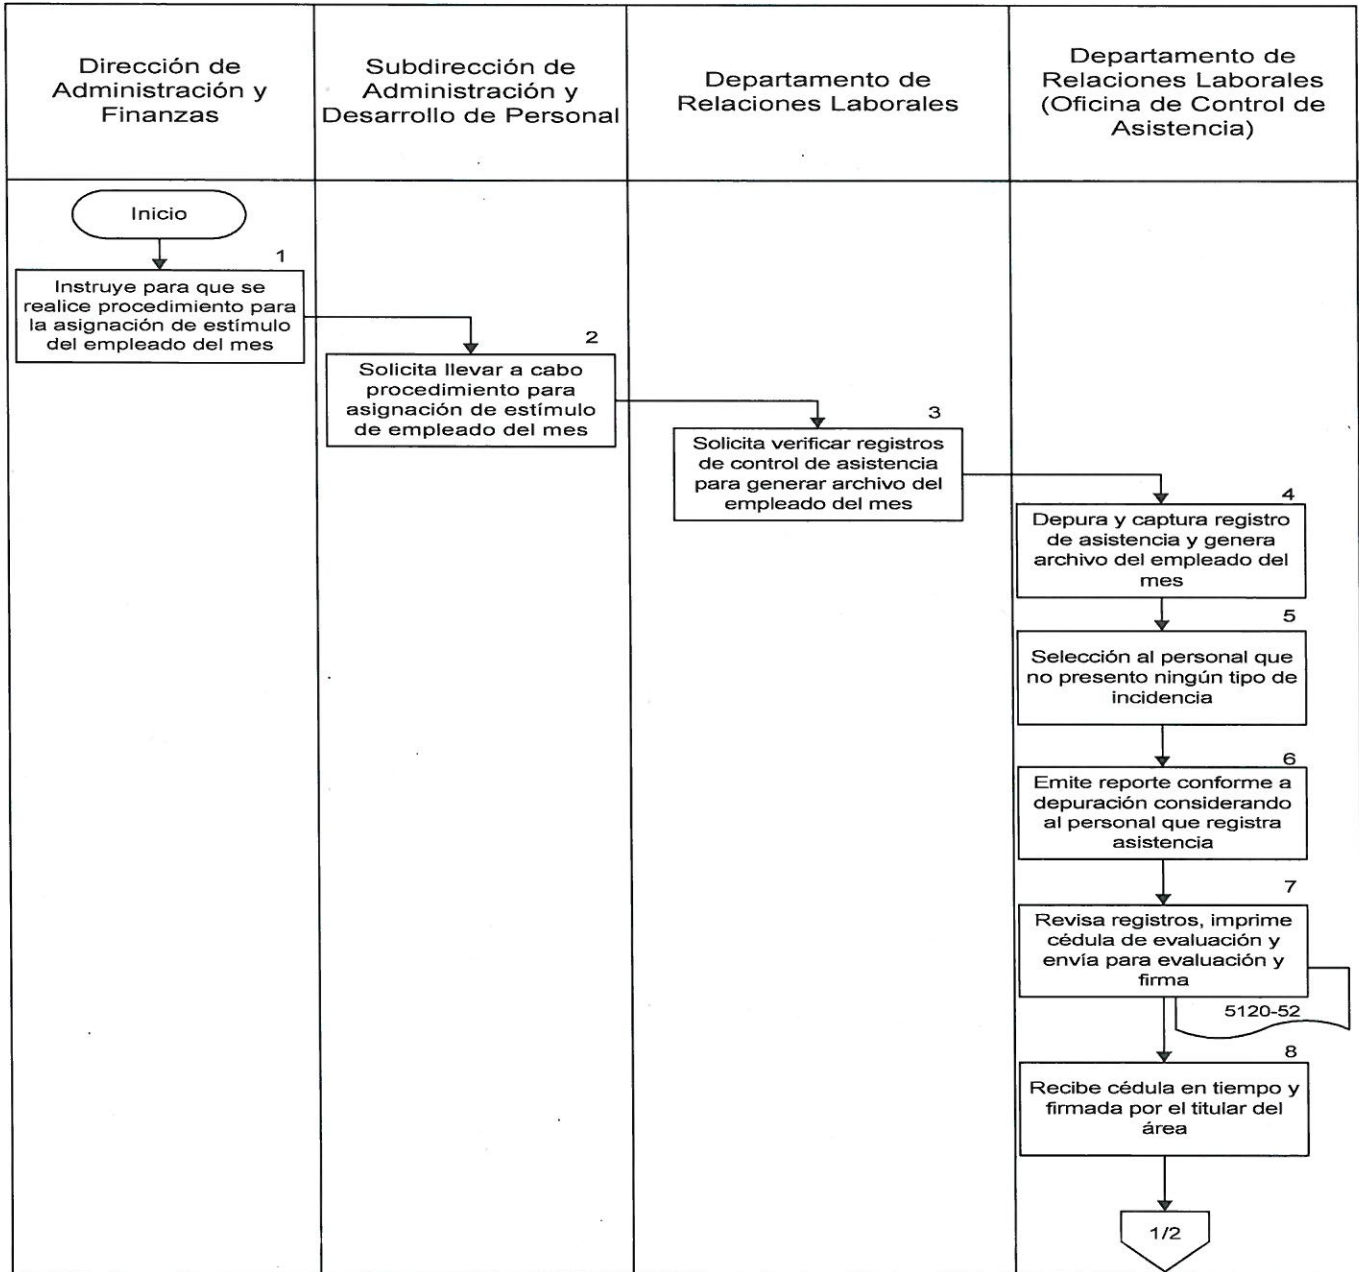 Dirección de
Administración y
Finanzas
Subdirección de
Administración y
Desarrollo de Personal
Departamento de
Relaciones Laborales
Departamento de
Relaciones Laborales
(Oficina de Control de
Asistencia)
Inicio
1
Instruye para que se
realice procedimiento para
la asignación de estímulo
del empleado del mes
2
Solicita llevar a cabo
procedimiento para
asignación de estímulo
de empleado del mes
3
Solicita verificar registros
de control de asistencia
para generar archivo del
empleado del mes
4
Depura y captura registro
de asistencia y genera
archivo del empleado del
mes
5
Selección al personal que
no presento ningún tipo de
incidencia
6
Emite reporte conforme a
depuración considerando
al personal que registra
asistencia
7
Revisa registros, imprime
cédula de evaluación y
envía para evaluación y
firma
5120-52
8
Recibe cédula en tiempo y
firmada por el titular del
área
1/2